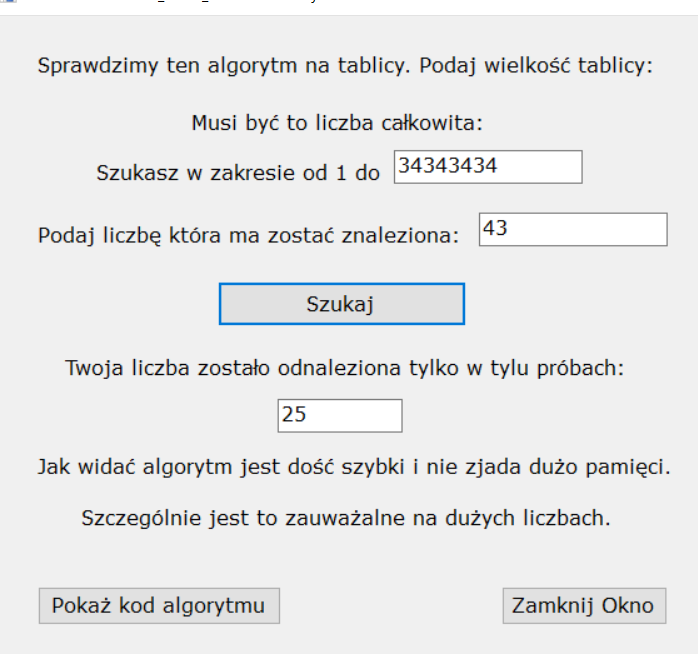 Sprawdzimy ten algorytm na tablicy. Podaj wielkość tablicy:
Musi być to liczba całkowita:
Szukasz w zakresie od 1 do 34343434
Podaj liczbę która ma zostać znaleziona: 43
Szukaj
Twoja liczba zostało odnaleziona tylko w tylu próbach:
25
Jak widać algorytm jest dość szybki i nie zjada dużo pamięci.
Szczególnie jest to zauważalne na dużych liczbach.
Pokaż kod algorytmu Zamknij Okno